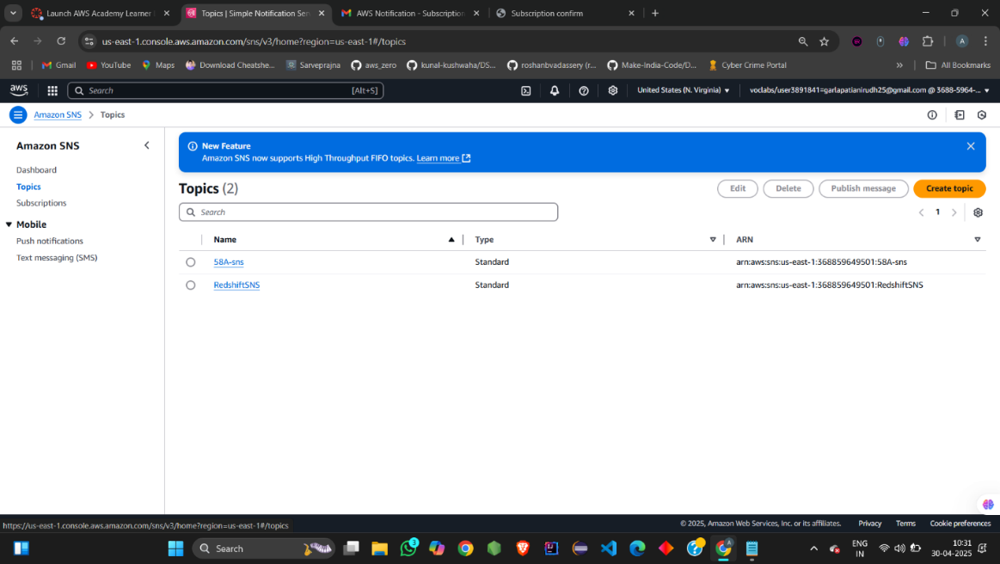 Launch AWS Academy Learner
Topics | Simple Notification Ser
AWS Notification - Subscription
Subscription confirm
us-east-1.console.aws.amazon.com/sns/v3/home?region=us-east-1#/topics
Gmail
YouTube
Maps
Download Cheatshe...
Sarveprajna
aws_zero
kunal-kushwaha/DS...
roshanbvadassery (r...
Make-India-Code/D...
Cyber Crime Portal
All Bookmarks
aws
Search
[Alt+S]
United States (N. Virginia)
voclabs/user3891841=garlapatianirudh25@gmail.com @ 3688-5964-...
Amazon SNS > Topics
Amazon SNS
Dashboard
Topics
Subscriptions
Mobile
Push notifications
Text messaging (SMS)
New Feature
Amazon SNS now supports High Throughput FIFO topics. Learn more
Topics (2)
Edit
Delete
Publish message
Create topic
Search
1
Name
Type
ARN
58A-sns
Standard
arn:aws:sns:us-east-1:368859649501:58A-sns
RedshiftSNS
Standard
arn:aws:sns:us-east-1:368859649501:RedshiftSNS
https://us-east-1.console.aws.amazon.com/sns/v3/home?region=us-east-1#/topics
© 2025, Amazon Web Services, Inc. or its affiliates.
Privacy
Terms
Cookie preferences
Search
3
ENG
IN
10:31
30-04-2025